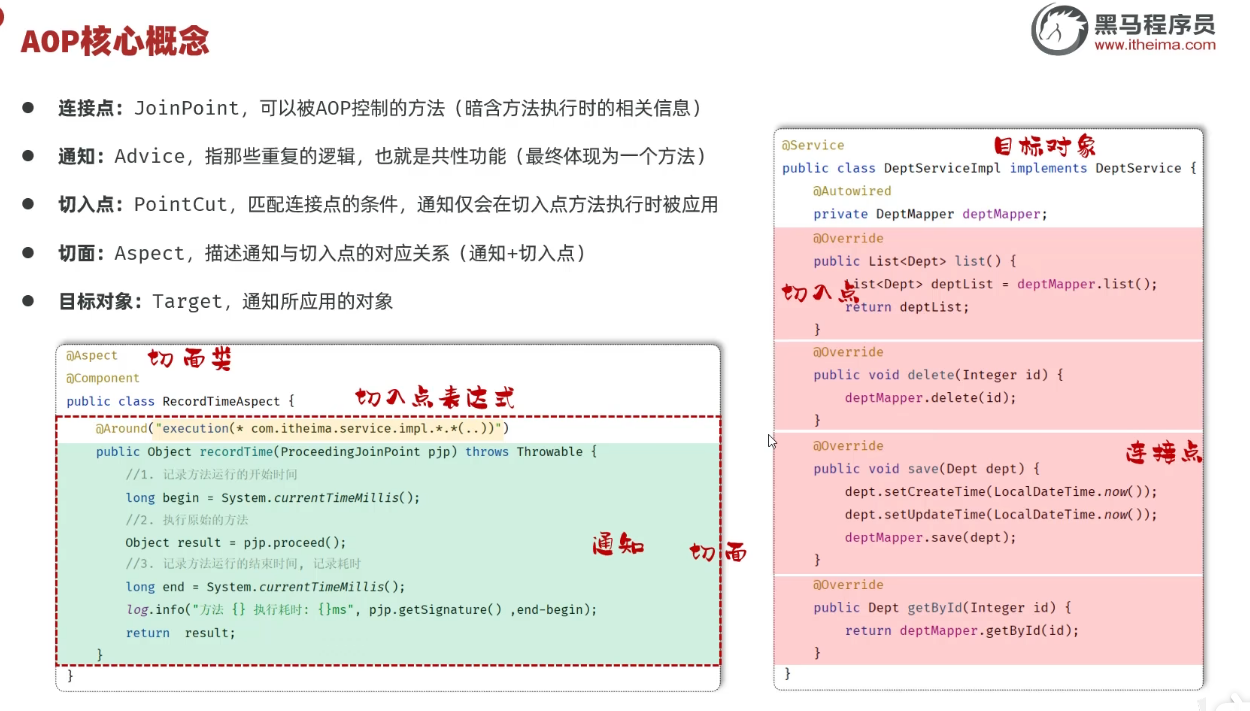 AOP核心概念
黑马程序员
www.itheima.com
● 连接点：JoinPoint，可以被AOP控制的方法（暗含方法执行时的相关信息）
● 通知：Advice，指那些重复的逻辑，也就是共性功能（最终体现为一个方法）
● 切入点：PointCut，匹配连接点的条件，通知仅会在切入点方法执行时被应用
● 切面：Aspect，描述通知与切入点的对应关系（通知+切入点）
● 目标对象：Target，通知所应用的对象
@Aspect
切面类
@Component
public class RecordTimeAspect {
切入点表达式
@Around("execution(* com.itheima.service.impl.*.*(..))")
public Object recordTime(ProceedingJoinPoint pjp) throws Throwable {
//1. 记录方法运行的开始时间
long begin = System.currentTimeMillis();
//2. 执行原始的方法
Object result = pjp.proceed();
通知
切面
//3. 记录方法运行的结束时间, 记录耗时
long end = System.currentTimeMillis();
log.info("方法 {} 执行耗时: {}ms", pjp.getSignature() ,end-begin);
return result;
}
}
@Service
目标对象
public class DeptServiceImpl implements DeptService {
@Autowired
private DeptMapper deptMapper;
@Override
public List<Dept> list() {
List<Dept> deptList = deptMapper.list();
切入点
return deptList;
}
@Override
public void delete(Integer id) {
deptMapper.delete(id);
}
@Override
连接点
public void save(Dept dept) {
dept.setCreateTime(LocalDateTime.now());
dept.setUpdateTime(LocalDateTime.now());
deptMapper.save(dept);
}
@Override
public Dept getById(Integer id) {
return deptMapper.getById(id);
}
}